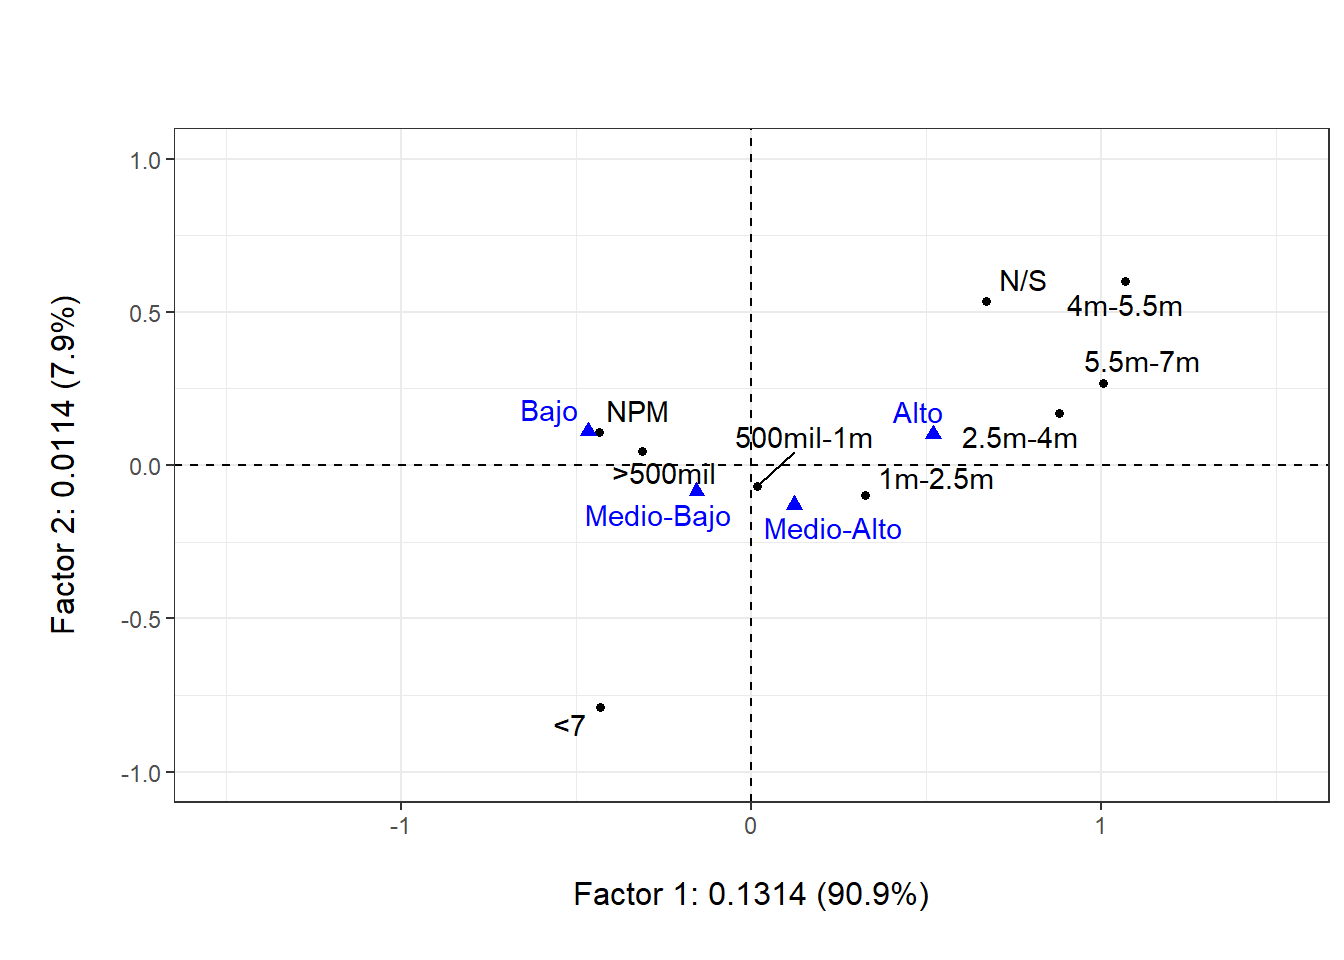 1.0
0.5
0.0
-0.5
-1.0
Factor 2: 0.0114 (7.9%)
N/S
4m-5.5m
5.5m-7m
Bajo
NPM
Alto
500mil-1m
2.5m-4m
>500mil
1m-2.5m
Medio-Bajo
Medio-Alto
<7
-1
0
1
Factor 1: 0.1314 (90.9%)